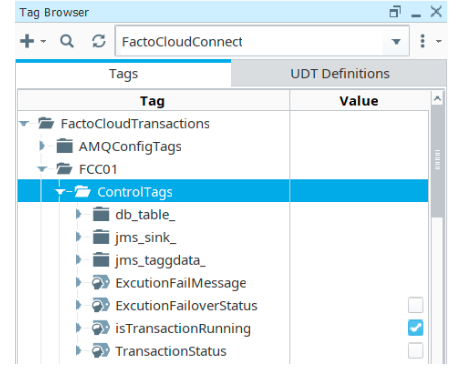 Tag Browser
FactoCloudConnect
Tags UDT Definitions
Tag Value
FactoCloudTransactions
AMQConfigTags
FCC01
ControlTags
db_table_
jms_sink_
jms_taggdata_
ExcutionFailMessage
ExcutionFailoverStatus
isTransactionRunning
TransactionStatus